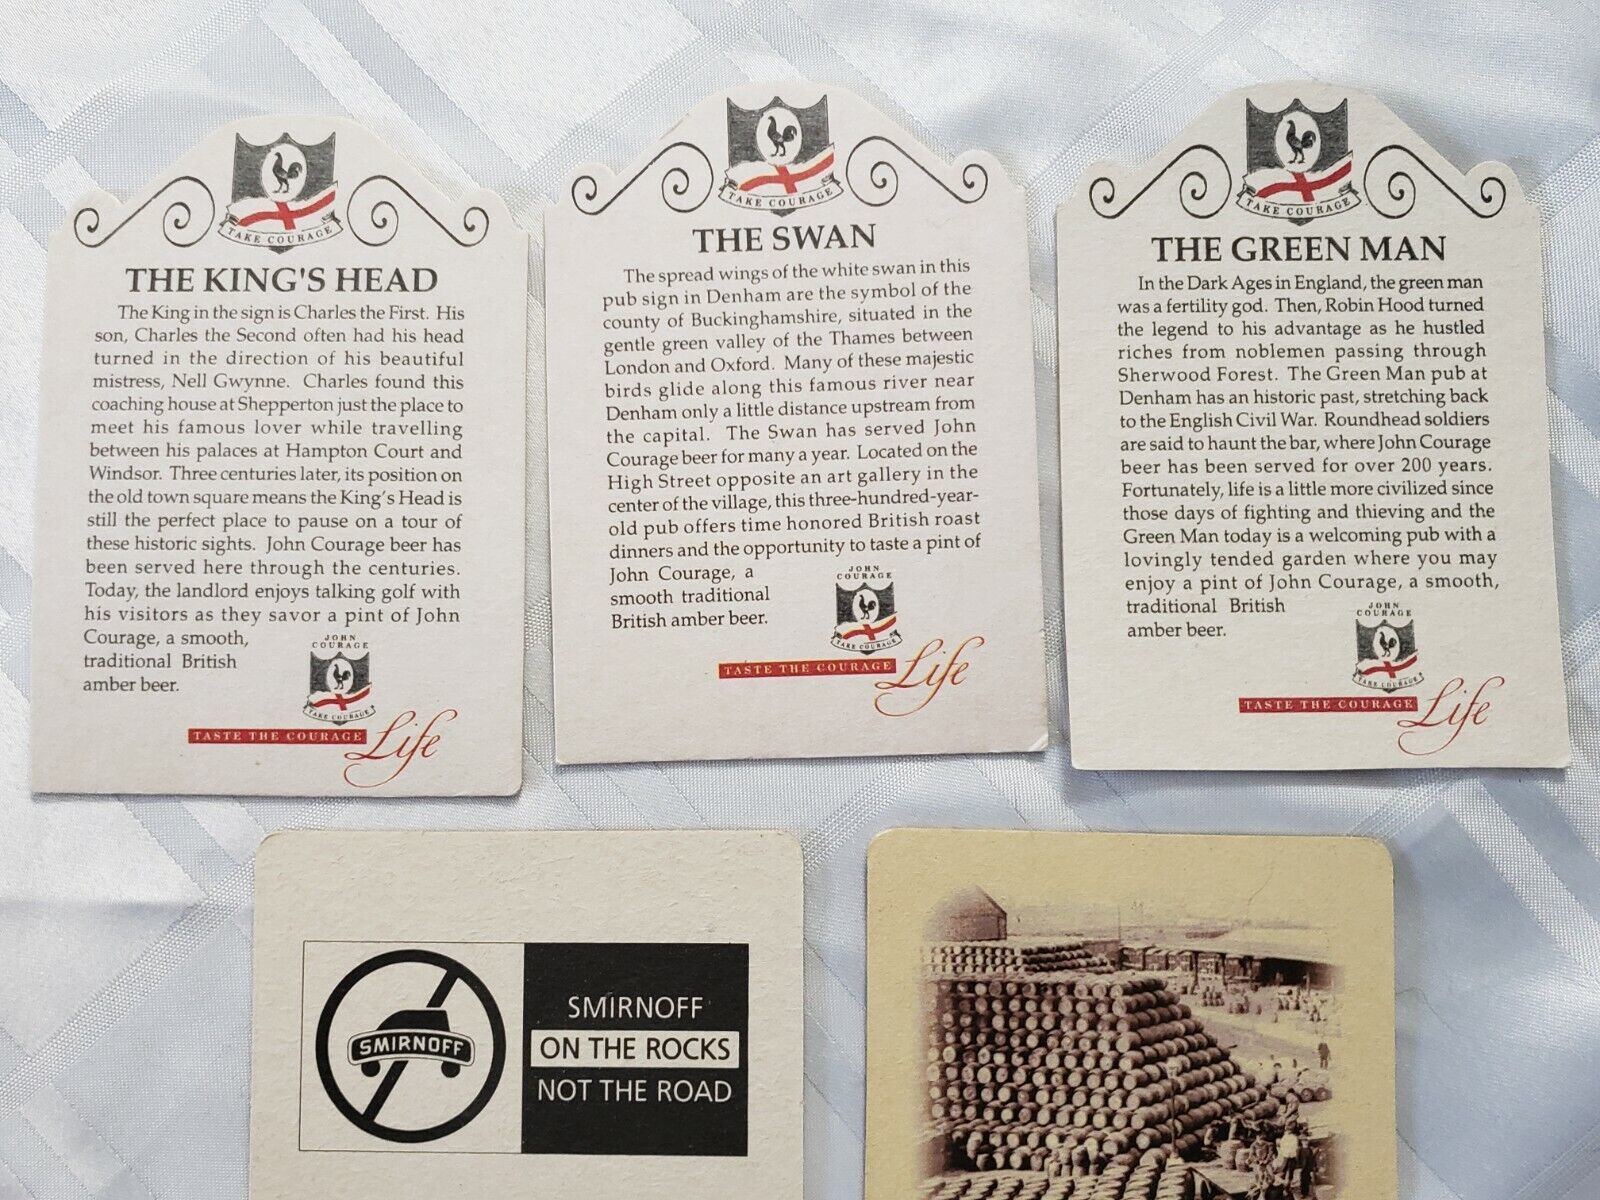 TAKE COURAGE
THE KING'S HEAD
The King in the sign is Charles the First. His
son, Charles the Second often had his head
turned in the direction of his beautiful
mistress, Nell Gwynne. Charles found this
coaching house at Shepperton just the place to
meet his famous lover while travelling
between his palaces at Hampton Court and
Windsor. Three centuries later, its position on
the old town square means the King's Head is
still the perfect place to pause on a tour of
these historic sights. John Courage beer has
been served here through the centuries.
Today, the landlord enjoys talking golf with
his visitors as they savor a pint of John
Courage, a smooth,
traditional British
amber beer.
JOHN
COURAGE
TAKE COURAGE
TASTE THE COURAGE Life
TAKE COURAGE
THE SWAN
The spread wings of the white swan in this
pub sign in Denham are the symbol of the
county of Buckinghamshire, situated in the
gentle green valley of the Thames between
London and Oxford. Many of these majestic
birds glide along this famous river near
Denham only a little distance upstream from
the capital. The Swan has served John
Courage beer for many a year. Located on the
High Street opposite an art gallery in the
center of the village, this three-hundred-year-
old pub offers time honored British roast
dinners and the opportunity to taste a pint of
John Courage, a
smooth traditional
British amber beer.
JOHN
COURAGE
TAKE COURAGE
TASTE THE COURAGE Life
TAKE COURAGE
THE GREEN MAN
In the Dark Ages in England, the green man
was a fertility god. Then, Robin Hood turned
the legend to his advantage as he hustled
riches from noblemen passing through
Sherwood Forest. The Green Man pub at
Denham has an historic past, stretching back
to the English Civil War. Roundhead soldiers
are said to haunt the bar, where John Courage
beer has been served for over 200 years.
Fortunately, life is a little more civilized since
those days of fighting and thieving and the
Green Man today is a welcoming pub with a
lovingly tended garden where you may
enjoy a pint of John Courage, a smooth,
traditional British
amber beer.
JOHN
COURAGE
TAKE COURAGE
TASTE THE COURAGE Life
SMIRNOFF
SMIRNOFF
ON THE ROCKS
NOT THE ROAD